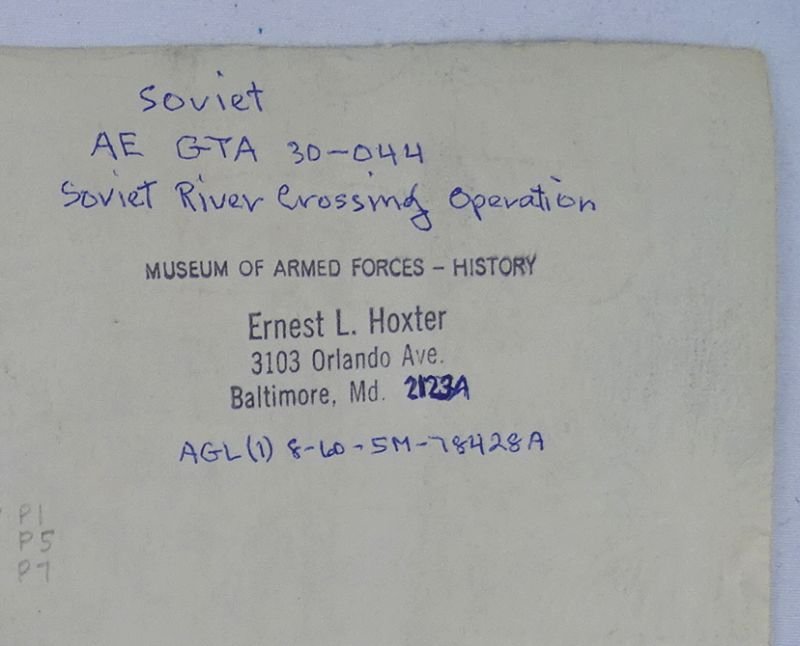 Soviet
AE GTA 30-044
Soviet River Crossing Operation
MUSEUM OF ARMED FORCES - HISTORY
Ernest L. Hoxter
3103 Orlando Ave.
Baltimore, Md.
AGL(1) 8-60-5M-78428A
P1
P5
P7